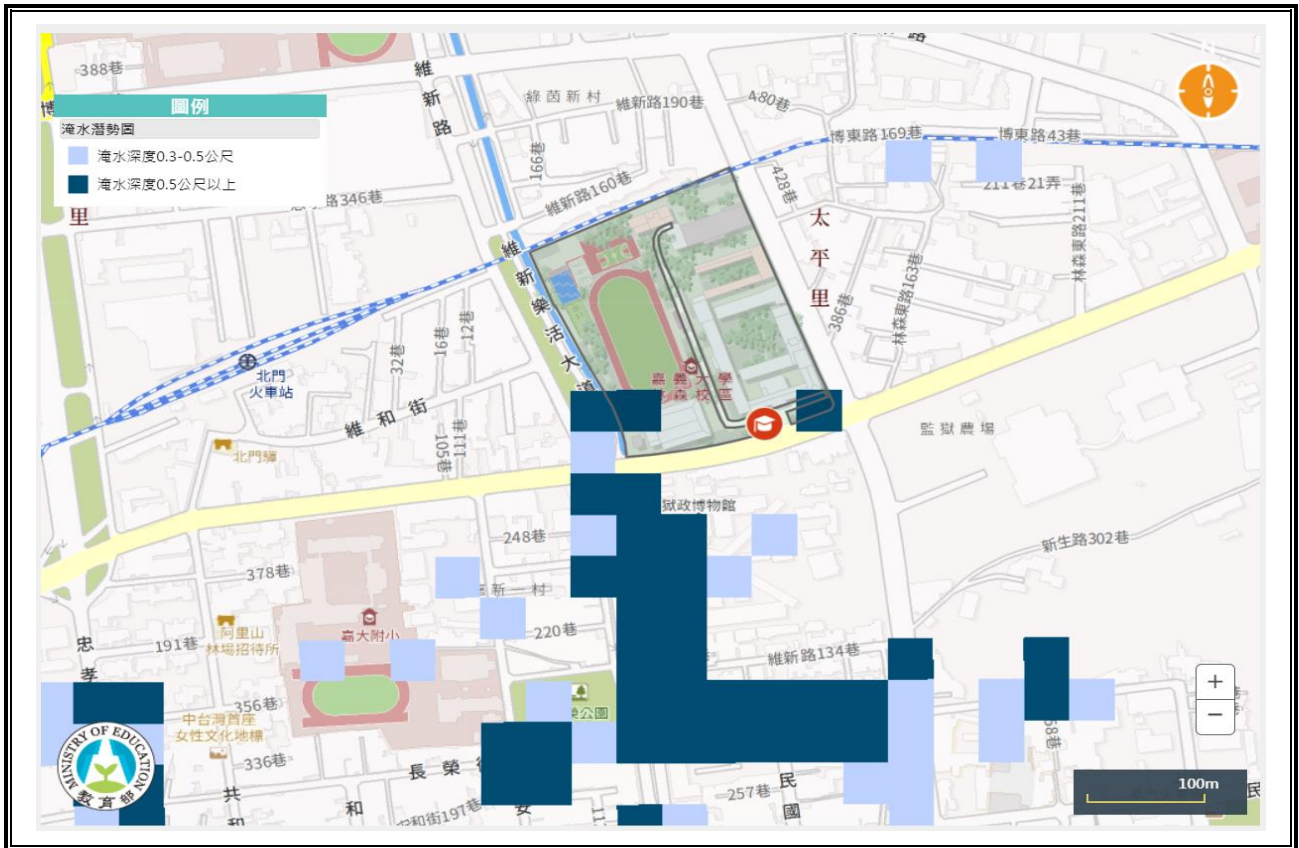 388巷
維新路
綠茵新村
維新路190巷
480巷
博東路169巷
博東路43巷
圖例
淹水潛勢圖
淹水深度0.3-0.5公尺
淹水深度0.5公尺以上
里
路346巷
166巷
維新路160巷
428巷
211巷21弄
林森東路211巷
太平里
維新樂活大道
386巷
林森東路163巷
北門
火車站
32巷
16巷
12巷
嘉義大學
林森校區
維和街
105巷
111巷
監獄農場
北門驛
獄政博物館
248巷
新生路302巷
378巷
新一村
阿里山
林場招待所
嘉大附小
220巷
191巷
忠孝
維新路134巷
356巷
中台灣首座
女性文化地標
公園
336巷
長榮
共和
和
安
257巷
民國
民
MINISTRY OF EDUCATION
教育部
+
−
100m